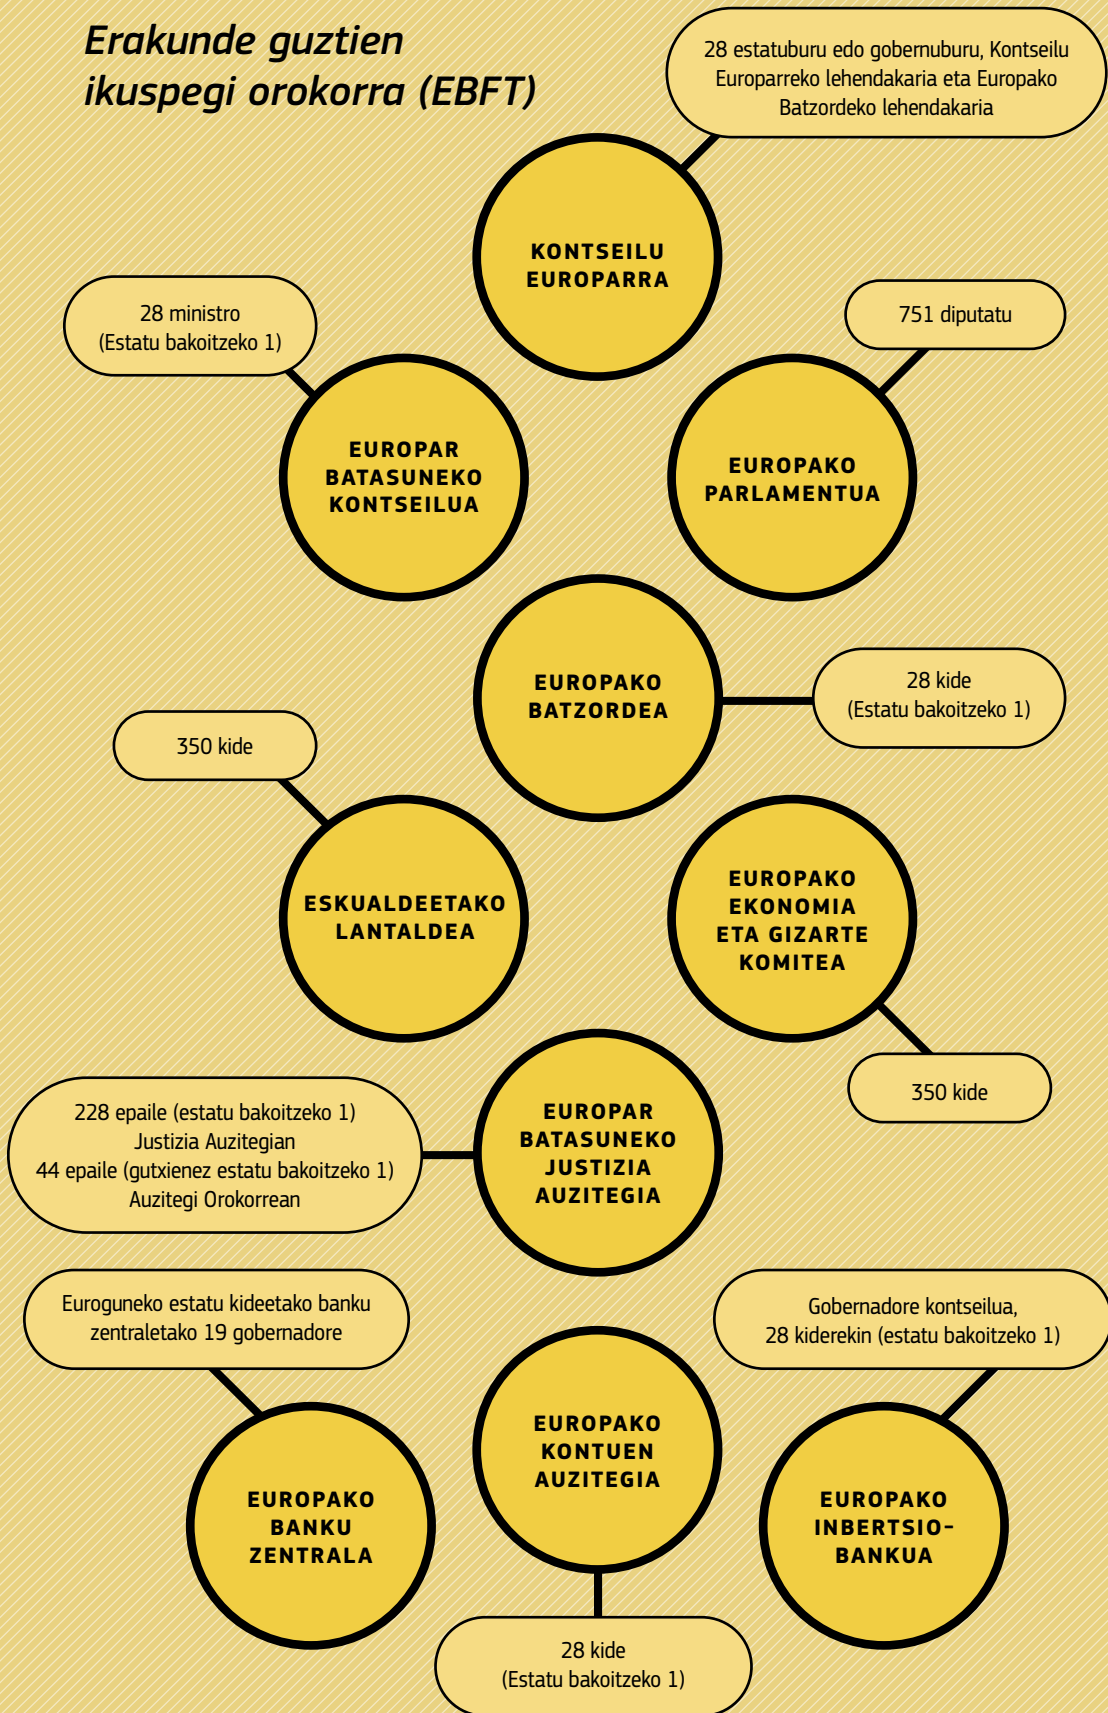 Erakunde guztien
ikuspegi orokorra (EBFT)
28 estatuburu edo gobernuburu, Kontseilu
Europarreko lehendakaria eta Europako
Batzordeko lehendakaria
KONTSEILU
EUROPARRA
28 ministro
(Estatu bakoitzeko 1)
751 diputatu
EUROPAR
BATASUNEKO
KONTSEILUA
EUROPAKO
PARLAMENTUA
EUROPAKO
BATZORDEA
28 kide
(Estatu bakoitzeko 1)
350 kide
ESKUALDEETAKO
LANTALDEA
EUROPAKO
EKONOMIA
ETA GIZARTE
KOMITEA
350 kide
228 epaile (estatu bakoitzeko 1)
Justizia Auzitegian
44 epaile (gutxienez estatu bakoitzeko 1)
Auzitegi Orokorrean
EUROPAR
BATASUNEKO
JUSTIZIA
AUZITEGIA
Euroguneko estatu kideetako banku
zentraletako 19 gobernadore
Gobernadore kontseilua,
28 kiderekin (estatu bakoitzeko 1)
EUROPAKO
BANKU
ZENTRALA
EUROPAKO
KONTUEN
AUZITEGIA
EUROPAKO
INBERTSIO-
BANKUA
28 kide
(Estatu bakoitzeko 1)